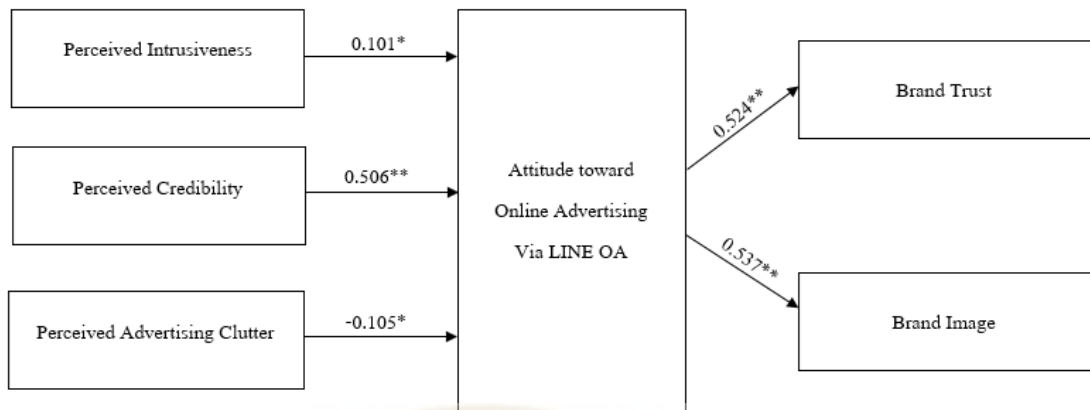 Perceived Intrusiveness
0.101*
Perceived Credibility
0.506**
Perceived Advertising Clutter
-0.105*
Attitude toward
Online Advertising
Via LINE OA
0.524**
Brand Trust
0.537**
Brand Image